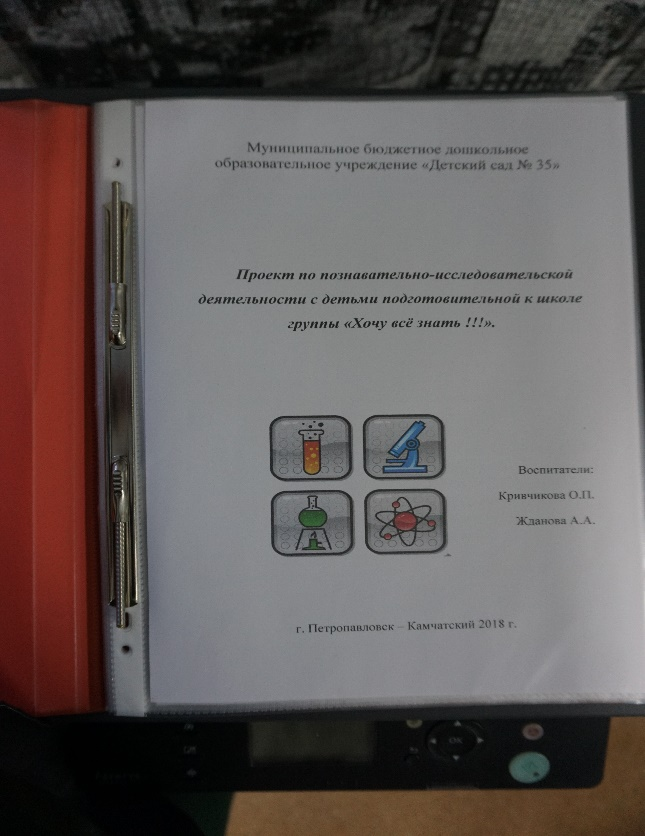 Муниципальное бюджетное дошкольное
образовательное учреждение «Детский сад № 35»
Проект по познавательно-исследовательской
деятельности с детьми подготовительной к школе
группы «Хочу всё знать !!!».
Воспитатели:
Кривчикова О.П.
Жданова А.А.
г. Петропавловск – Камчатский 2018 г.
OK